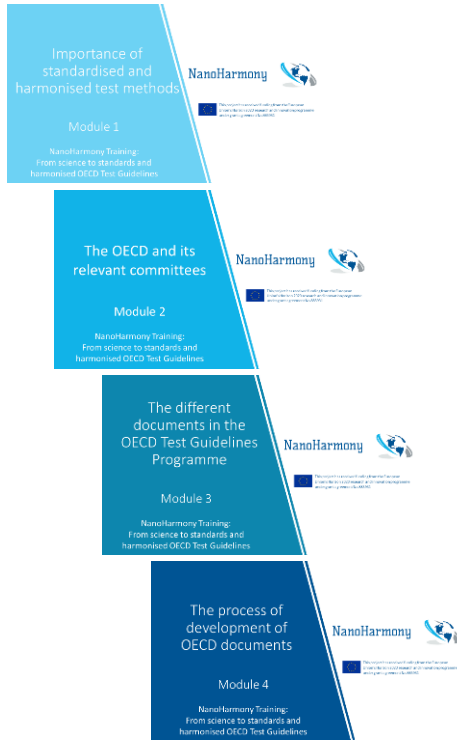 Importance of
standardised and
harmonised test methods
Module 1
NanoHarmony Training:
From science to standards and
harmonised OECD Test Guidelines
NanoHarmony
The OECD and its
relevant committees
Module 2
NanoHarmony Training:
From science to standards and
harmonised OECD Test Guidelines
NanoHarmony
The different
documents in the
OECD Test Guidelines
Programme
Module 3
NanoHarmony Training:
From science to standards and
harmonised OECD Test Guidelines
NanoHarmony
The process of
development of
OECD documents
Module 4
NanoHarmony Training:
From science to standards and
harmonised OECD Test Guidelines
NanoHarmony